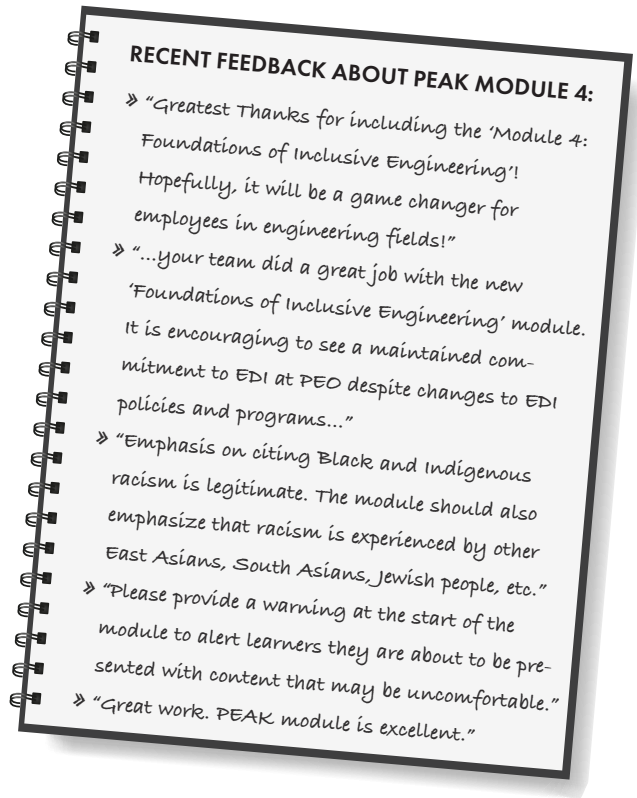 RECENT FEEDBACK ABOUT PEAK MODULE 4:
» “Greatest Thanks for including the ‘Module 4:
Foundations of Inclusive Engineering’!
Hopefully, it will be a game changer for
employees in engineering fields!”
» “...your team did a great job with the new
‘Foundations of Inclusive Engineering’ module.
It is encouraging to see a maintained com-
mitment to EDI at PEO despite changes to EDI
policies and programs...”
» “Emphasis on citing Black and Indigenous
racism is legitimate. The module should also
emphasize that racism is experienced by other
East Asians, South Asians, Jewish people, etc.”
» “Please provide a warning at the start of the
module to alert learners they are about to be pre-
sented with content that may be uncomfortable.”
» “Great work. PEAK module is excellent.”